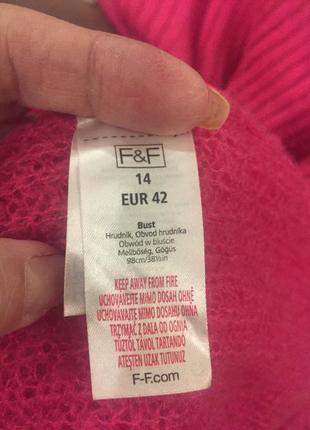 F&F
14
EUR 42
Bust
Hrudník, Obvod hrudníka
Obwód w biuście
Mellbőség, Göğüs
98cm/38½in
KEEP AWAY FROM FIRE
UCHOVÁVEJTE MIMO DOSAH OHNĚ
UCHOVÁVAJTE MIMO DOSAHU OHŇA
TRZYMAĆ Z DALA OD OGNIA
TŰZTŐL TÁVOL TARTANDÓ
ATEŞTEN UZAK TUTUNUZ
F-F.com